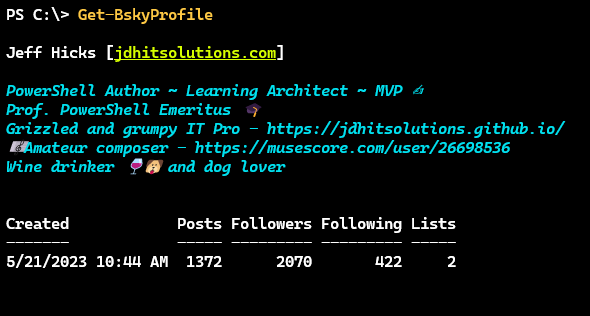 PS C:\> Get-BskyProfile
Jeff Hicks [jdhitsolutions.com]
PowerShell Author ~ Learning Architect ~ MVP ✍
Prof. PowerShell Emeritus 🎓
Grizzled and grumpy IT Pro - https://jdhitsolutions.github.io/
🎼Amateur composer - https://musescore.com/user/26698536
Wine drinker 🍷🐶 and dog lover
Created Posts Followers Following Lists
------- ----- --------- --------- -----
5/21/2023 10:44 AM 1372 2070 422 2